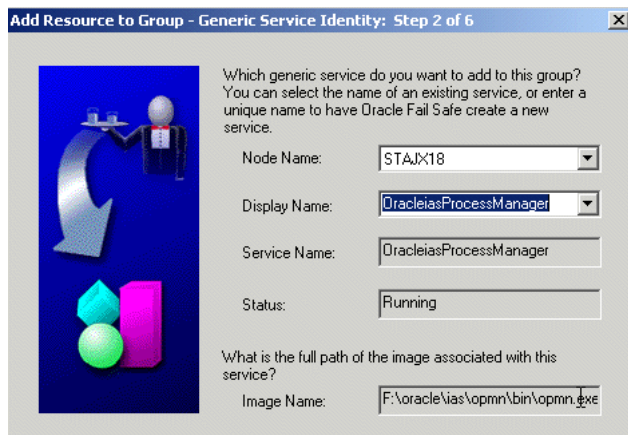 Add Resource to Group - Generic Service Identity: Step 2 of 6
Which generic service do you want to add to this group?
You can select the name of an existing service, or enter a
unique name to have Oracle Fail Safe create a new
service.
Node Name: STAJX18
Display Name: OracleiasProcessManager
Service Name: OracleiasProcessManager
Status: Running
What is the full path of the image associated with this
service?
Image Name: F:\oracle\ias\opmn\bin\opmn.exe